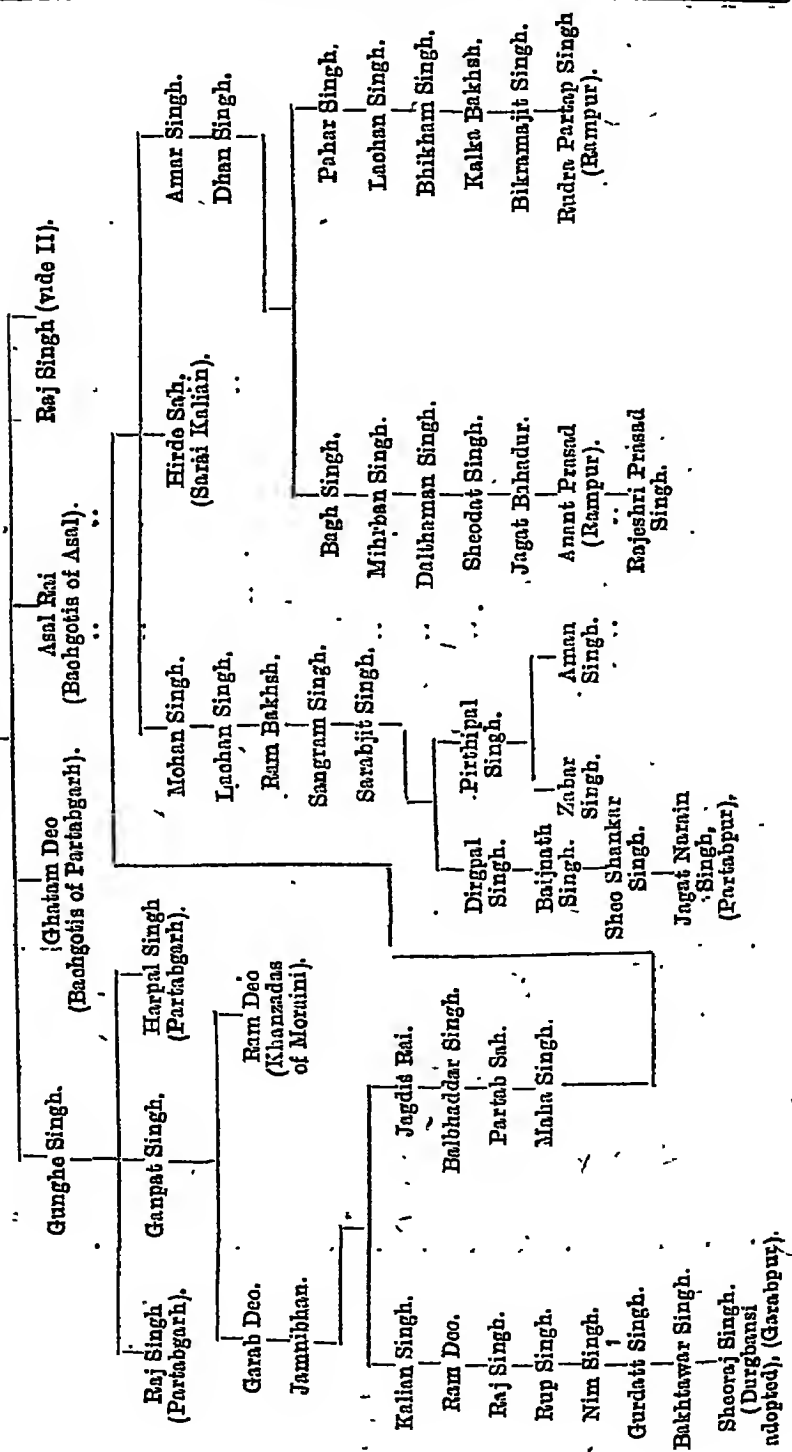 Gunghe Singh.
Ghatam Deo
(Bachgotis of Partabgarh).
Asal Rai
(Bachgotis of Asal).
Raj Singh (vide II).
Raj Singh
(Partabgarh).
Ganpat Singh.
Harpal Singh
(Partabgarh).
Garab Deo.
Ram Deo
(Khanzadas
of Moraini).
Jamnibhan.
Kalian Singh.
Ram Deo.
Raj Singh.
Rup Singh.
Nim Singh.
Gurdatt Singh.
Bakhtawar Singh.
Sheoraj Singh.
(Durgbansi
adopted), (Garabpur).
Jagdis Rai.
Balbhaddar Singh.
Partab Sah.
Maha Singh.
Mohan Singh.
Lachan Singh.
Ram Bakhsh.
Sangram Singh.
Sarabjit Singh.
Dirgpal
Singh.
Baijnath
Singh.
Sheo Shankar
Singh.
Jagat Narain
Singh,
(Partabpur).
Pirthipal
Singh.
Zabar
Singh.
Aman
Singh.
Hirde Sah.
(Sarai Kalian).
Amar Singh.
Dhan Singh.
Bagh Singh.
Mihrban Singh.
Dalthaman Singh.
Sheodat Singh.
Jagat Bahadur.
Anant Prasad
(Rampur).
Rajeshri Prasad
Singh.
Pahar Singh.
Lachan Singh.
Bhikham Singh.
Kalka Bakhsh.
Bikramajit Singh.
Rudra Partap Singh
(Rampur).